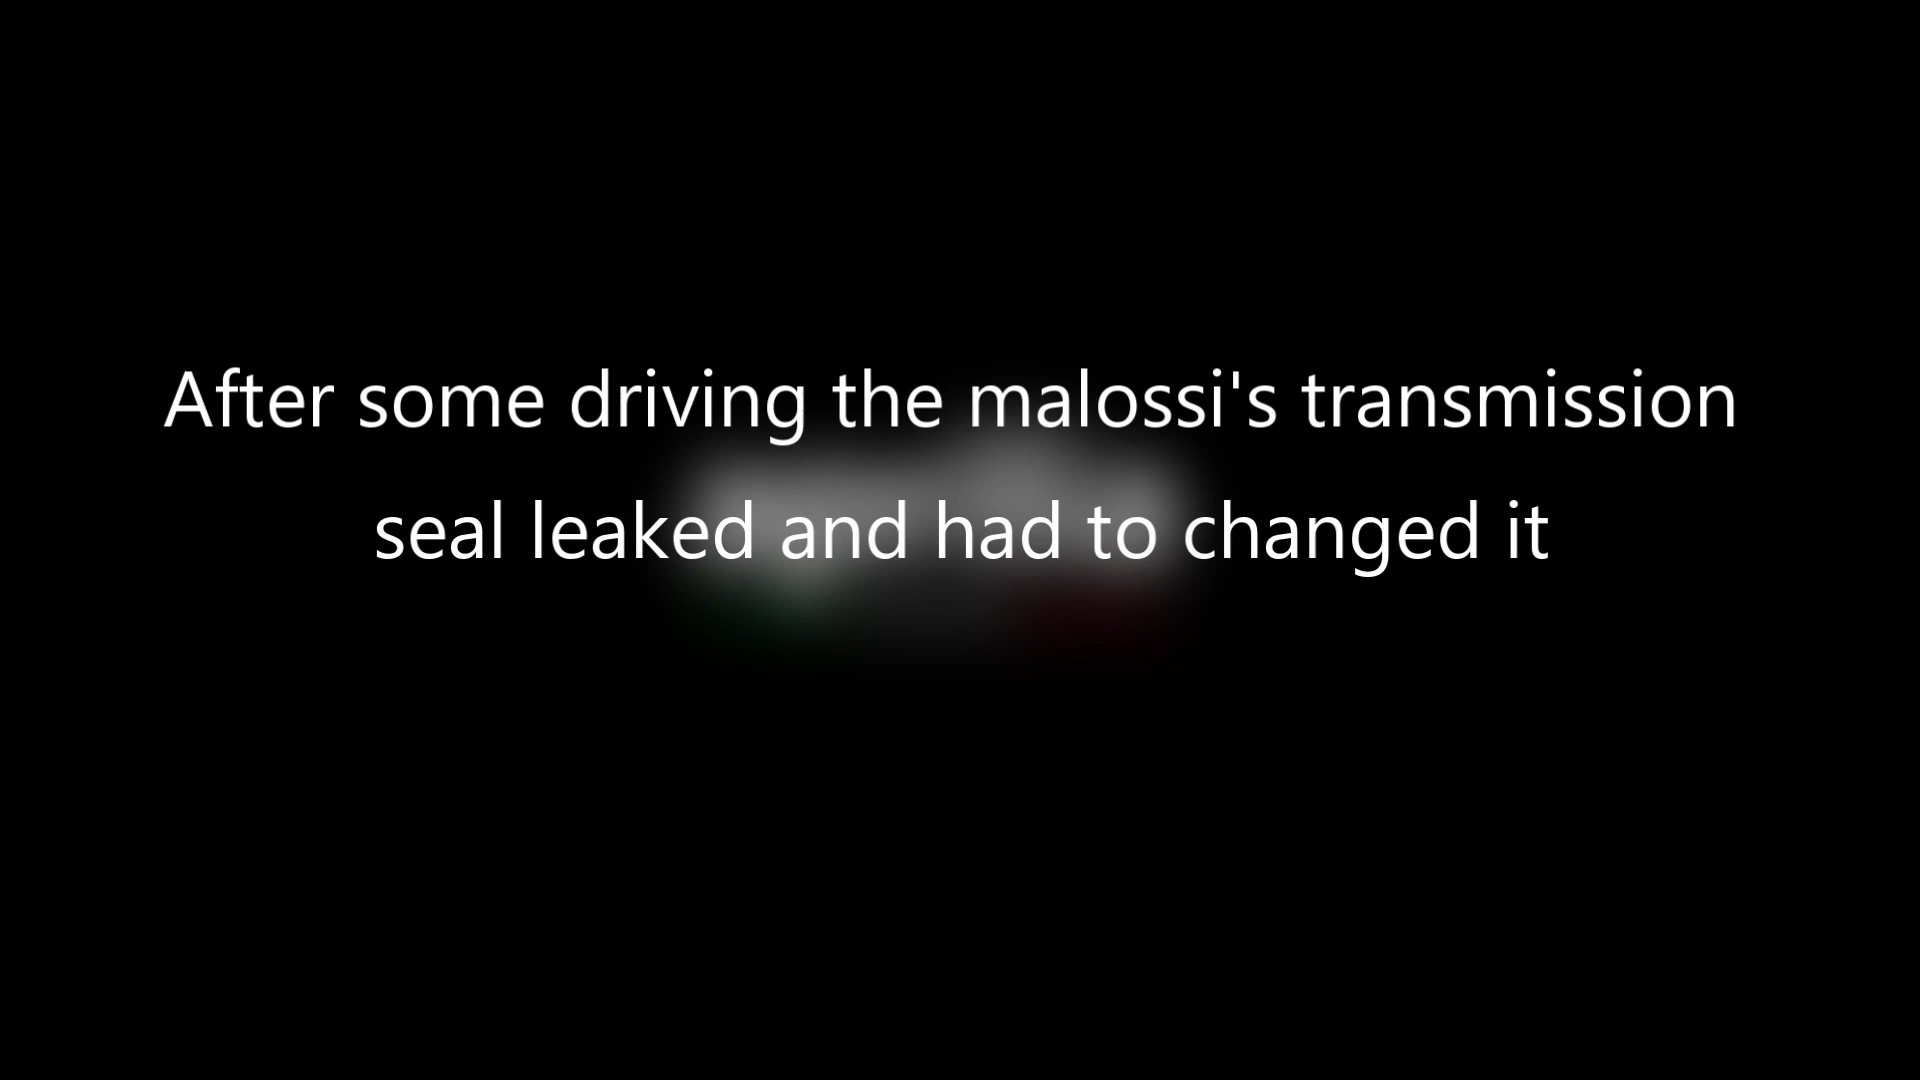 After some driving the malossi's transmission
seal leaked and had to changed it